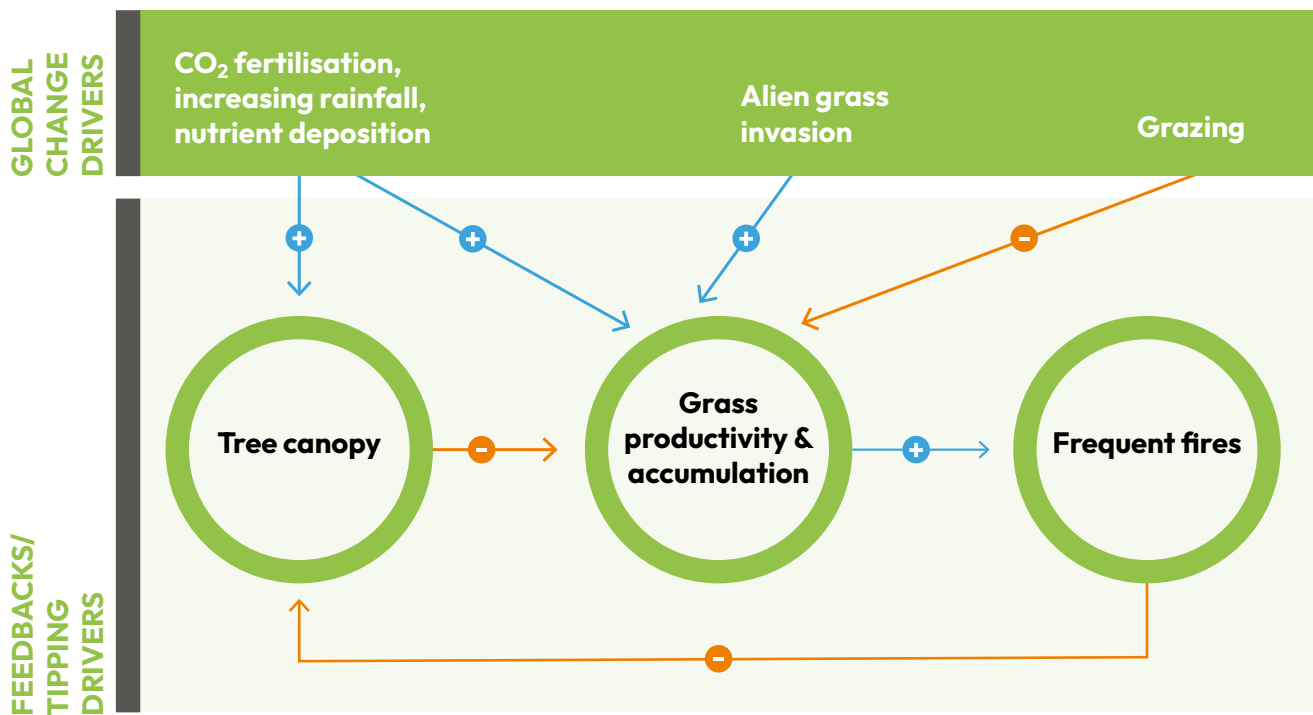 GLOBAL
CHANGE
DRIVERS
CO₂ fertilisation,
increasing rainfall,
nutrient deposition
Alien grass
invasion
Grazing
+
+
+
-
FEEDBACKS/
TIPPING
DRIVERS
Tree canopy
-
Grass
productivity &
accumulation
+
Frequent fires
-